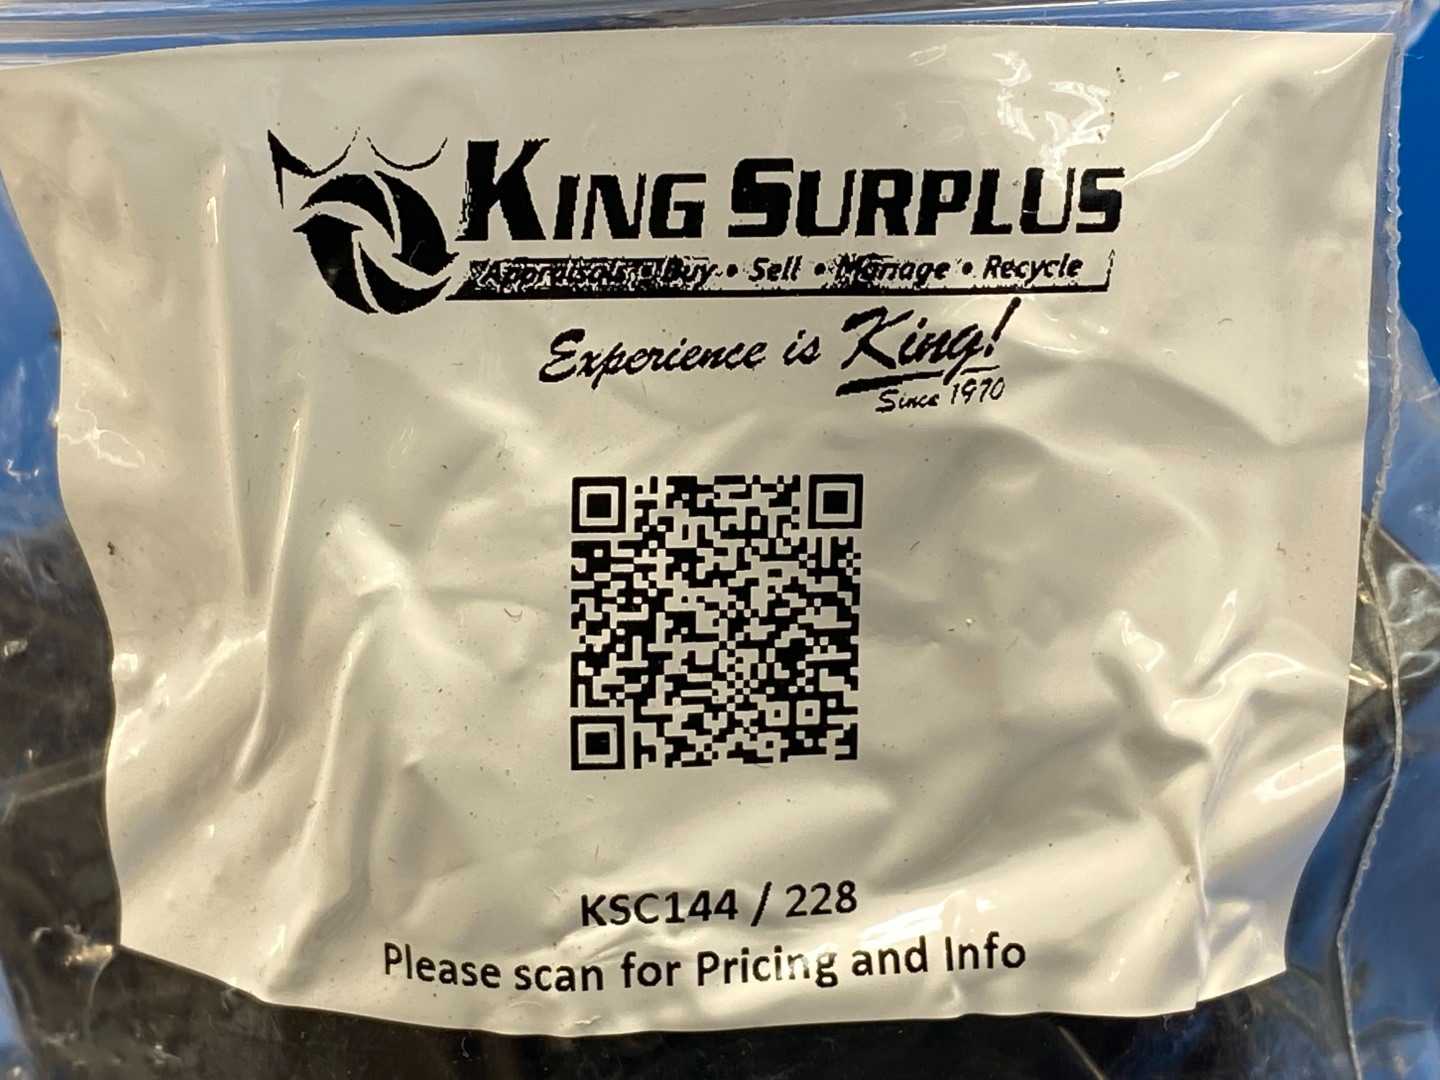 KING SURPLUS
Appraisals • Buy • Sell • Manage • Recycle
Experience is King!
Since 1970
KSC144 / 228
Please scan for Pricing and Info